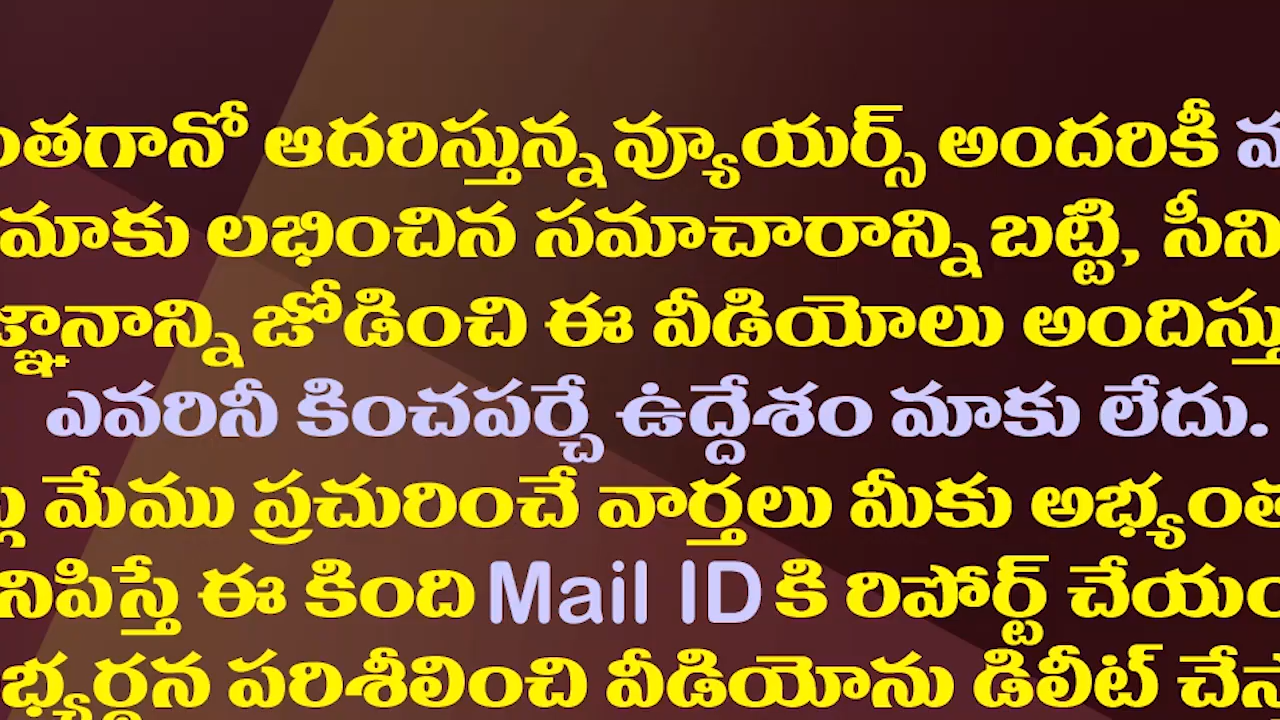 ంతగానో ఆదరిస్తున్న వ్యూయర్స్ అందరికీ
మాకు లభించిన సమాచారాన్ని బట్టి, సీని
జ్ఞానాన్ని జోడించి ఈ వీడియోలు అందిస్తు
ఎవరినీ కించపర్చే ఉద్దేశం మాకు లేదు.
మేము ప్రచురించే వార్తలు మీకు అభ్యంత
నిపిస్తే ఈ కింది Mail ID కి రిపోర్ట్ చేయం
భ్యర్థన పరిశీలించి వీడియోను డిలీట్ చేస